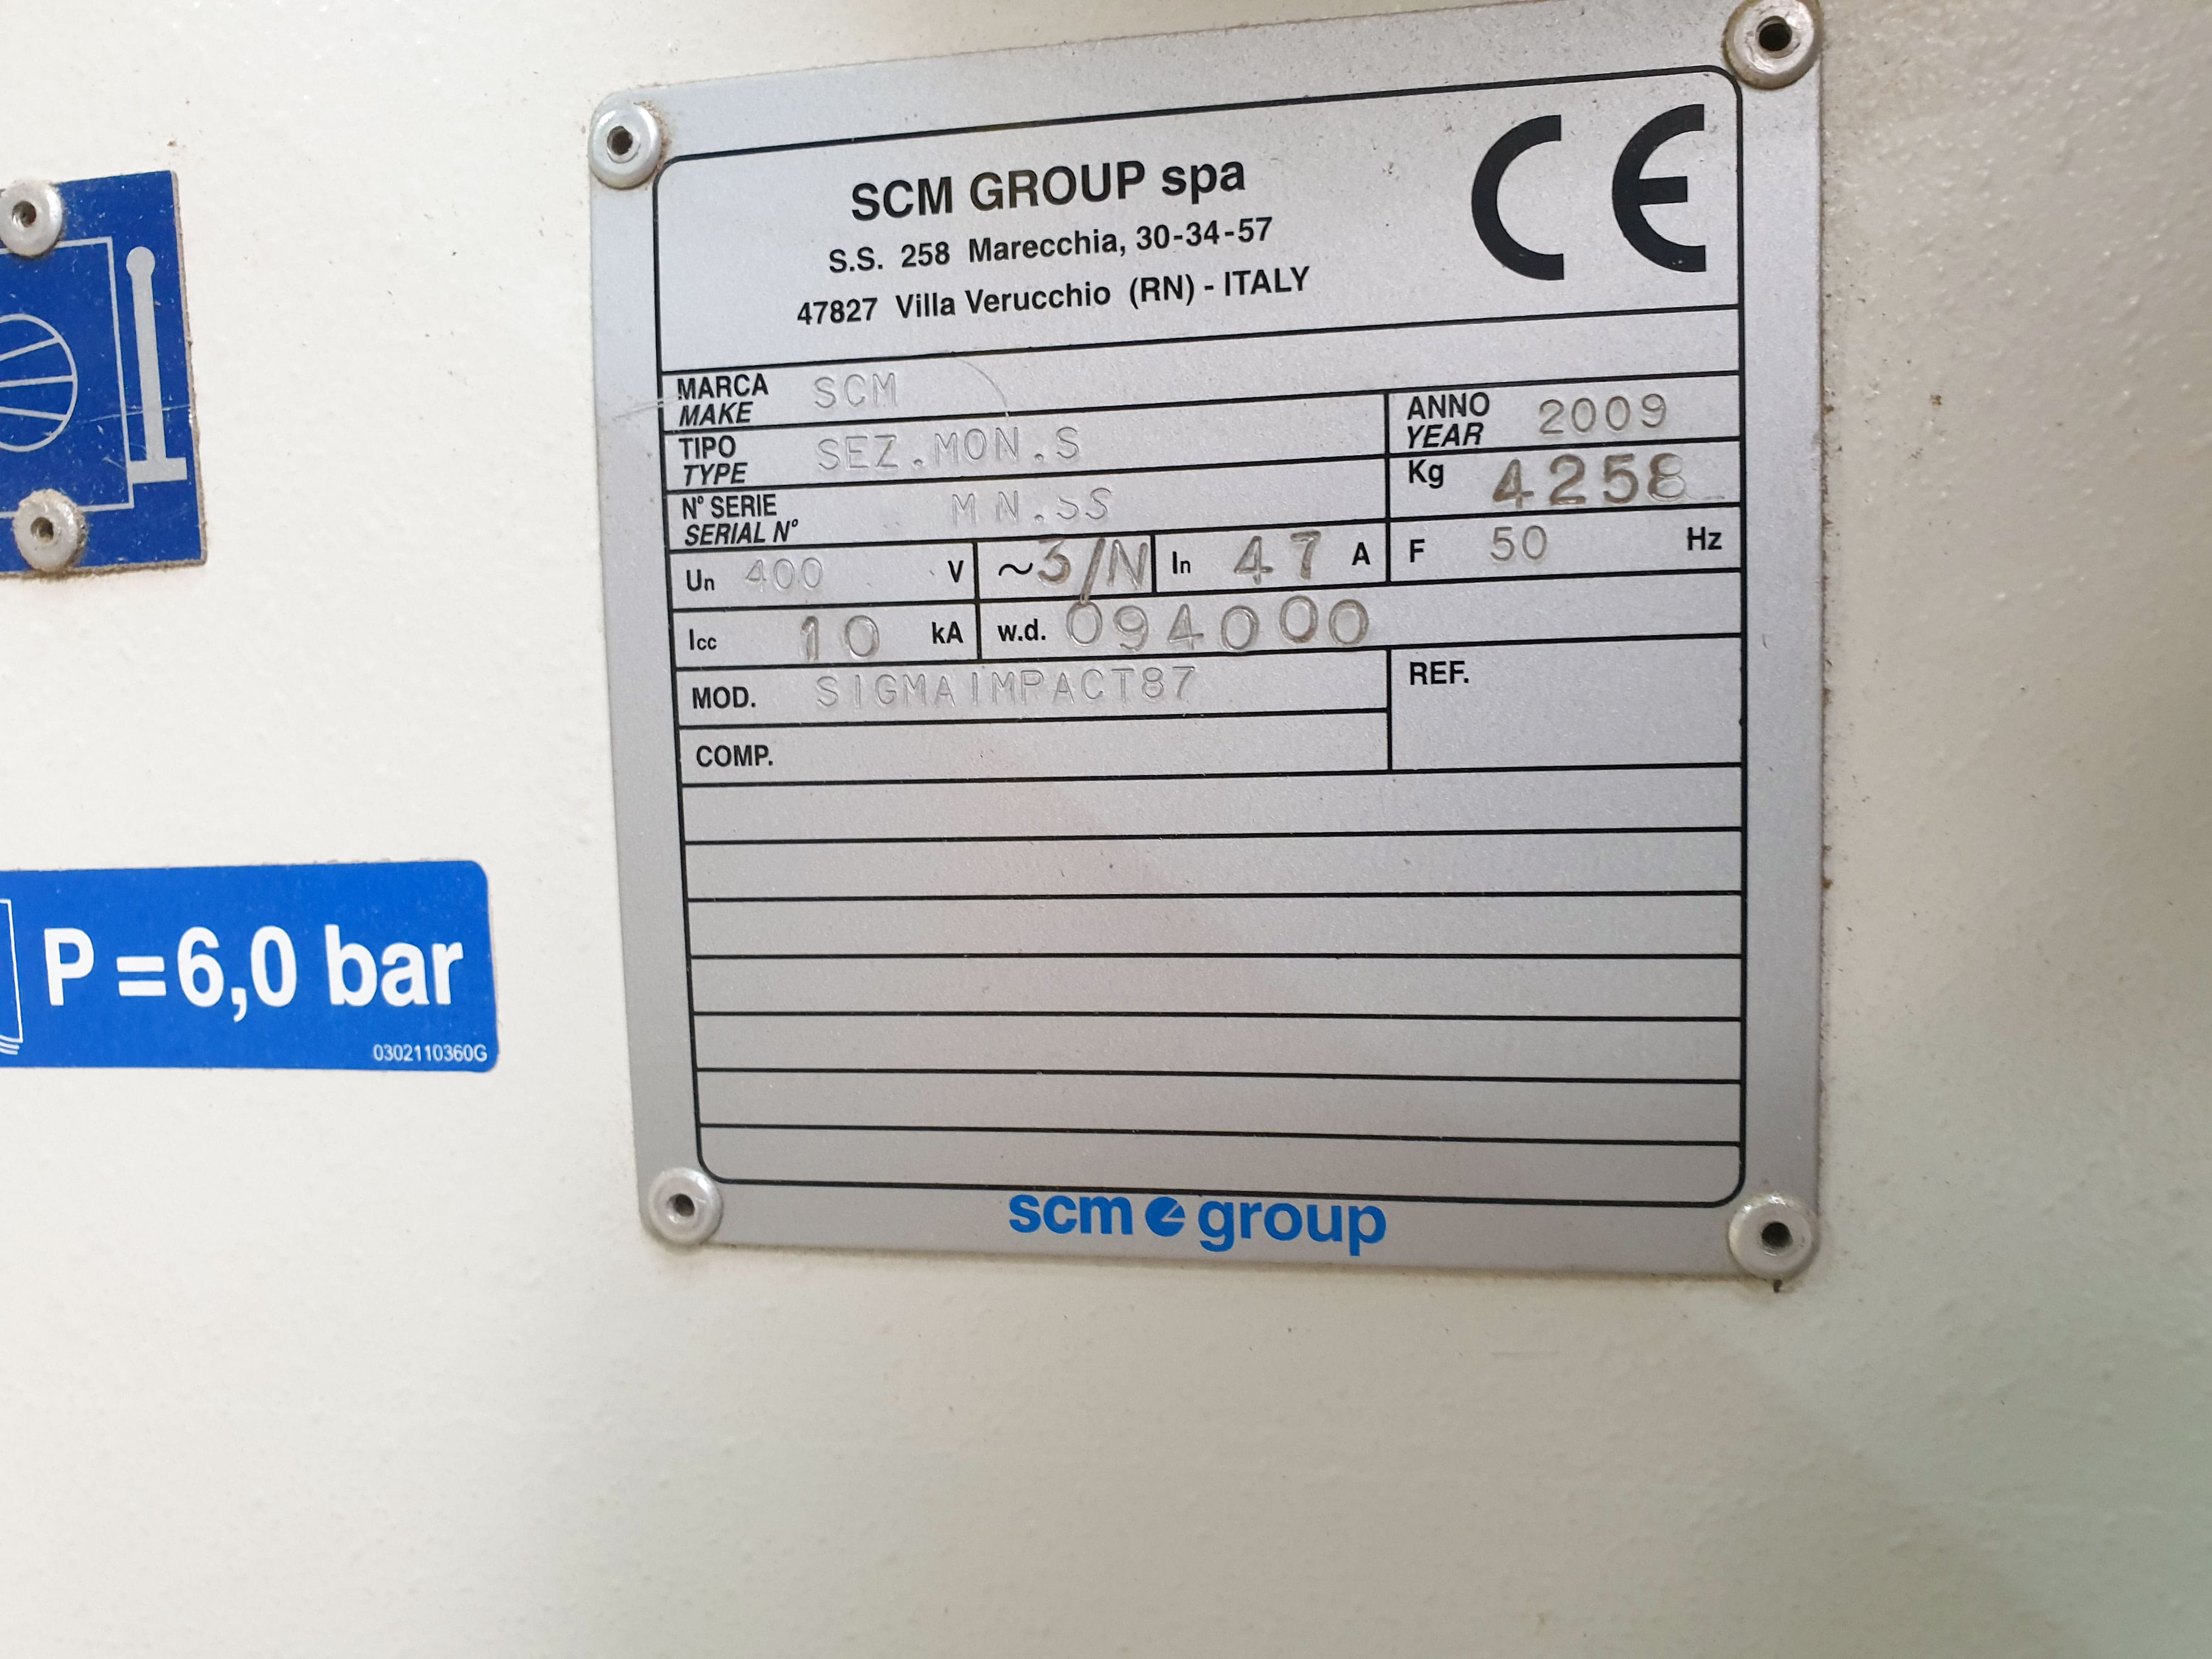 SCM GROUP spa
S.S. 258 Marecchia, 30-34-57
47827 Villa Verucchio (RN) - ITALY
CE
MARCA
MAKE
SCM
TIPO
TYPE
SEZ.MON.S
ANNO
YEAR
2009
N° SERIE
SERIAL N°
MN.SS
Kg 4258
Un 400 V ~3/N In 47 A F 50 Hz
Icc 10 kA w.d. 094000
MOD. SIGMAIMPACT87
REF.
COMP.
scm group
P=6,0 bar
0302110360G